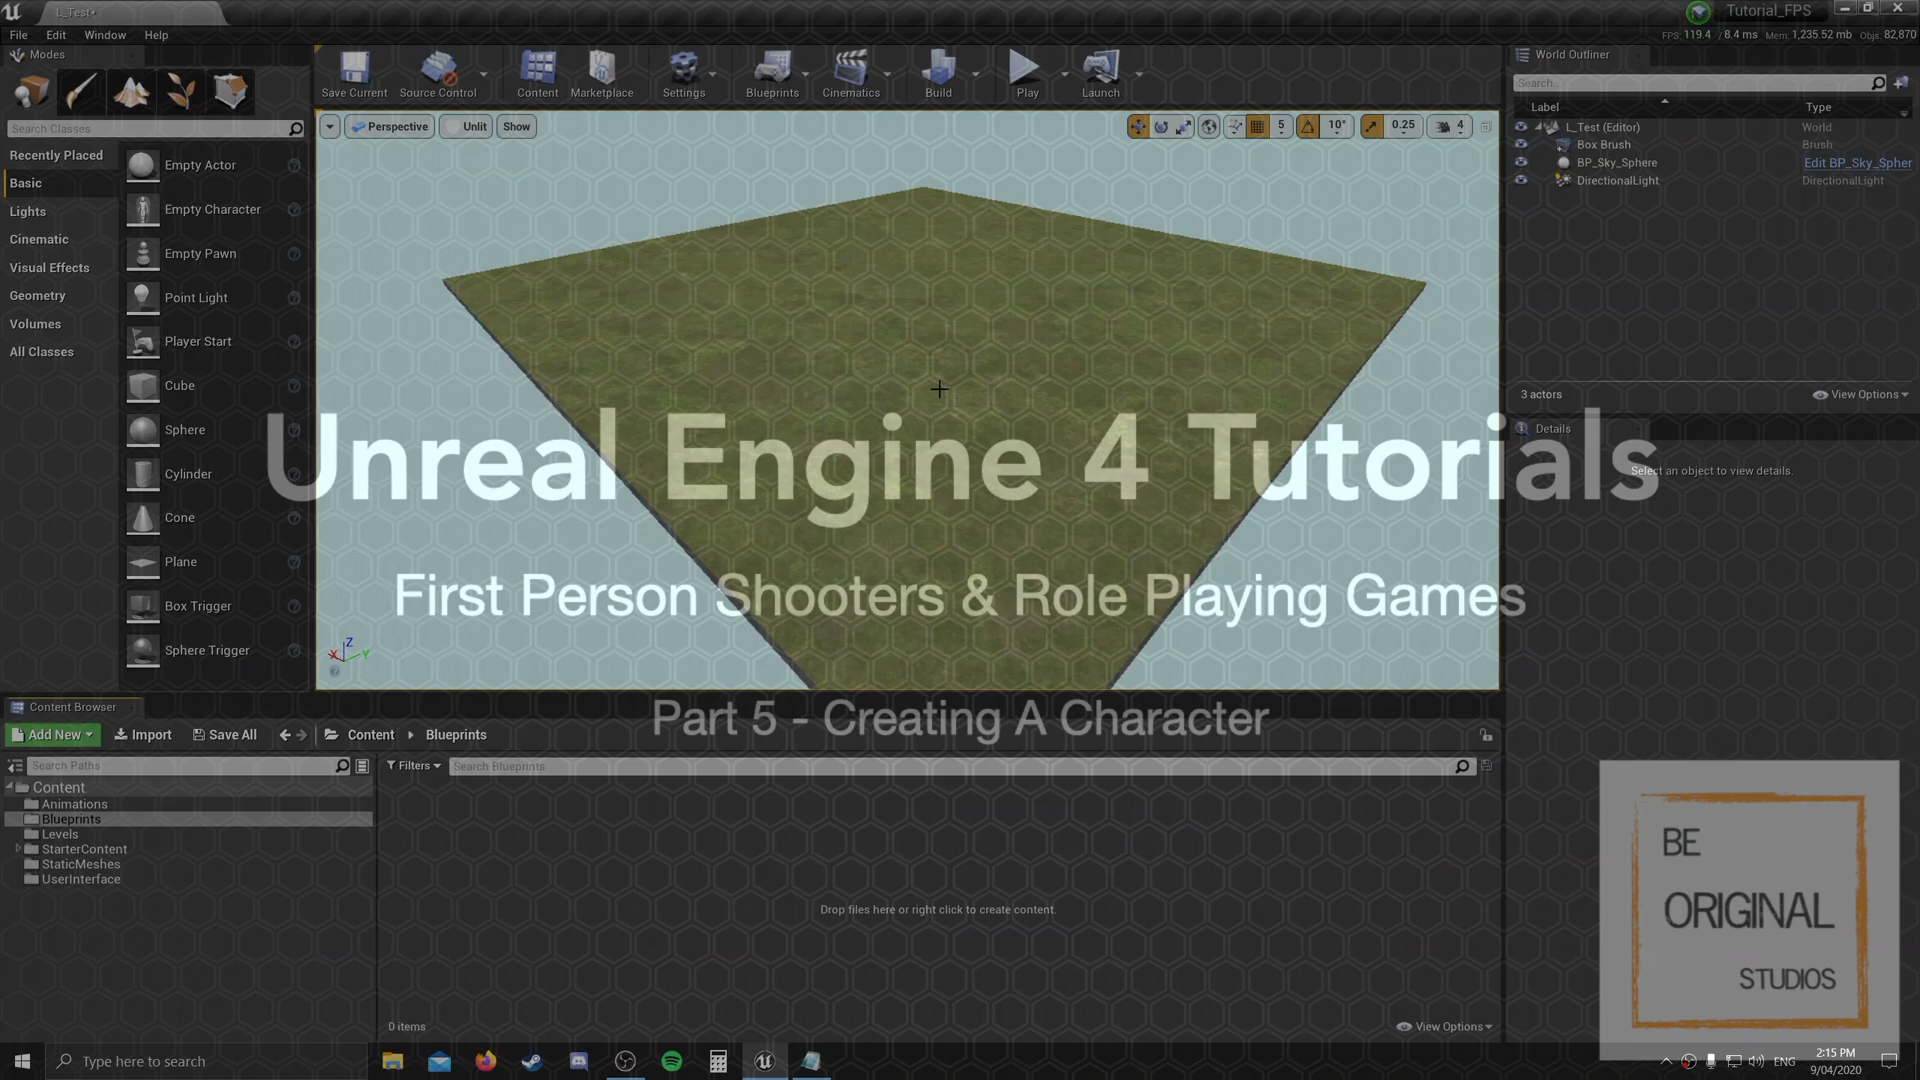 L_Test•
Tutorial_FPS
File Edit Window Help
FPS: 119.4 / 8.4 ms Mem: 1,235.52 mb Objs: 82,870
Modes
Save Current
Source Control
Content
Marketplace
Settings
Blueprints
Cinematics
Build
Play
Launch
World Outliner
Search...
Label Type
L_Test (Editor) World
Box Brush Brush
BP_Sky_Sphere Edit BP_Sky_Spher
DirectionalLight DirectionalLight
3 actors
View Options
Details
Select an object to view details.
Search Classes
Recently Placed
Basic
Lights
Cinematic
Visual Effects
Geometry
Volumes
All Classes
Empty Actor
Empty Character
Empty Pawn
Point Light
Player Start
Cube
Sphere
Cylinder
Cone
Plane
Box Trigger
Sphere Trigger
Perspective Unlit Show
5 10° 0.25 4
Unreal Engine 4 Tutorials
First Person Shooters & Role Playing Games
Part 5 - Creating A Character
X Z Y
Content Browser
Add New Import Save All Content Blueprints
Search Paths
Filters
Search Blueprints
Content
Animations
Blueprints
Levels
StarterContent
StaticMeshes
UserInterface
Drop files here or right click to create content.
0 items
View Options
BE
ORIGINAL
STUDIOS
Type here to search
ENG
2:15 PM
9/04/2020